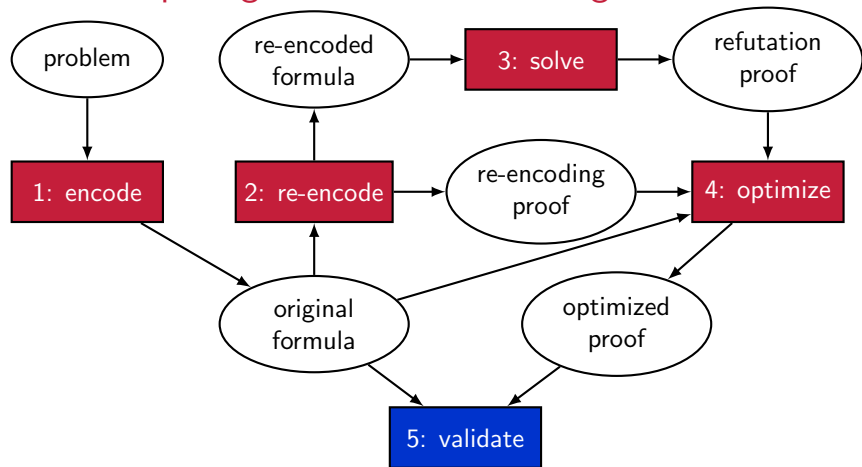 problem
re-encoded
formula
3: solve
refutation
proof
1: encode
2: re-encode
re-encoding
proof
4: optimize
original
formula
optimized
proof
5: validate